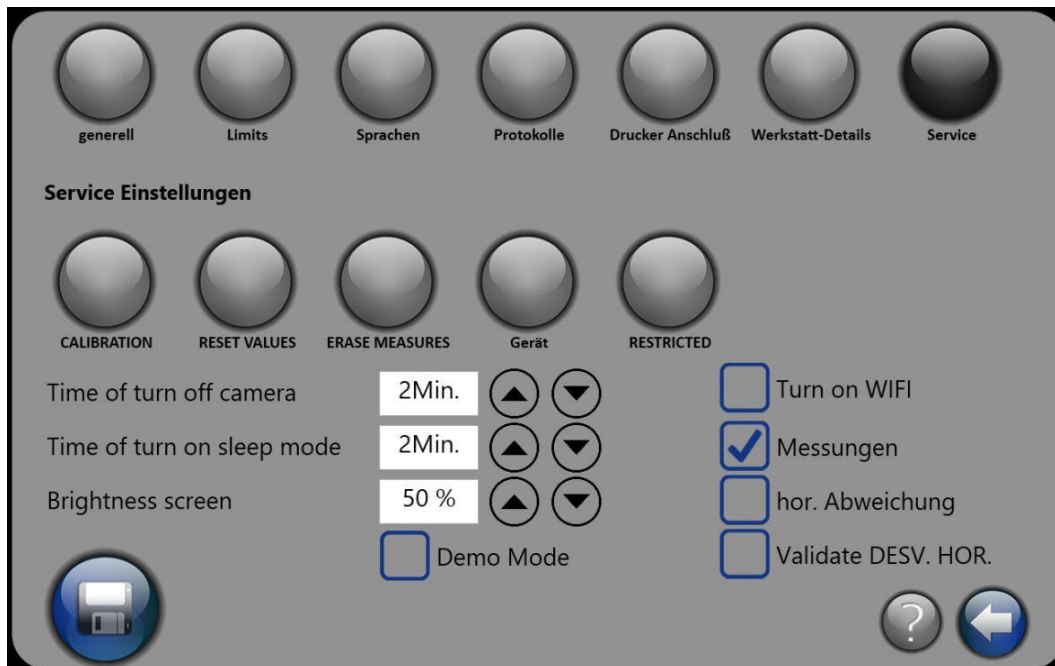 generell
Limits
Sprachen
Protokolle
Drucker Anschluß
Werkstatt-Details
Service
Service Einstellungen
CALIBRATION
RESET VALUES
ERASE MEASURES
Gerät
RESTRICTED
Time of turn off camera 2Min.
Turn on WIFI
Time of turn on sleep mode 2Min.
Messungen
Brightness screen 50 %
hor. Abweichung
Demo Mode
Validate DESV. HOR.
?